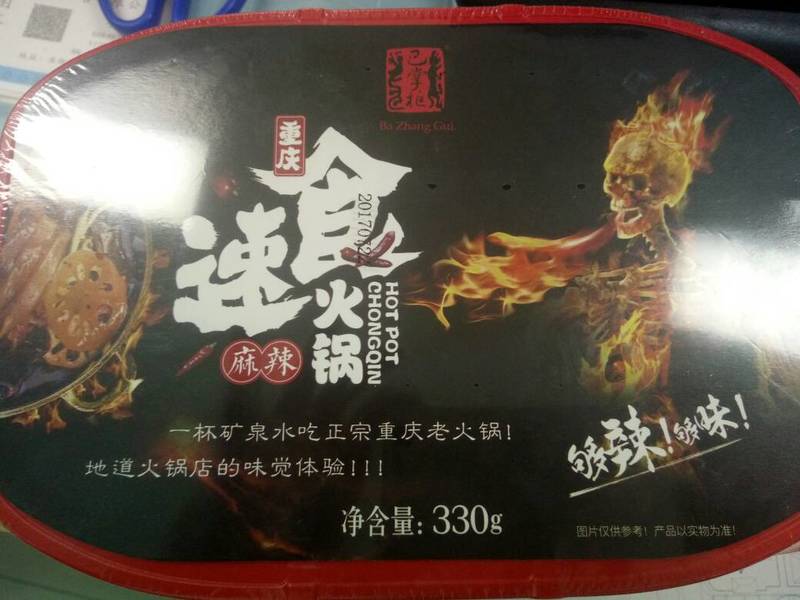 巴掌柜
Ba Zhang Gui
重庆
速食
火锅
HOT POT
CHONGQIN
麻辣
一杯矿泉水吃正宗重庆老火锅!
地道火锅店的味觉体验!!!
够辣!够味!
净含量: 330g
图片仅供参考! 产品以实物为准!